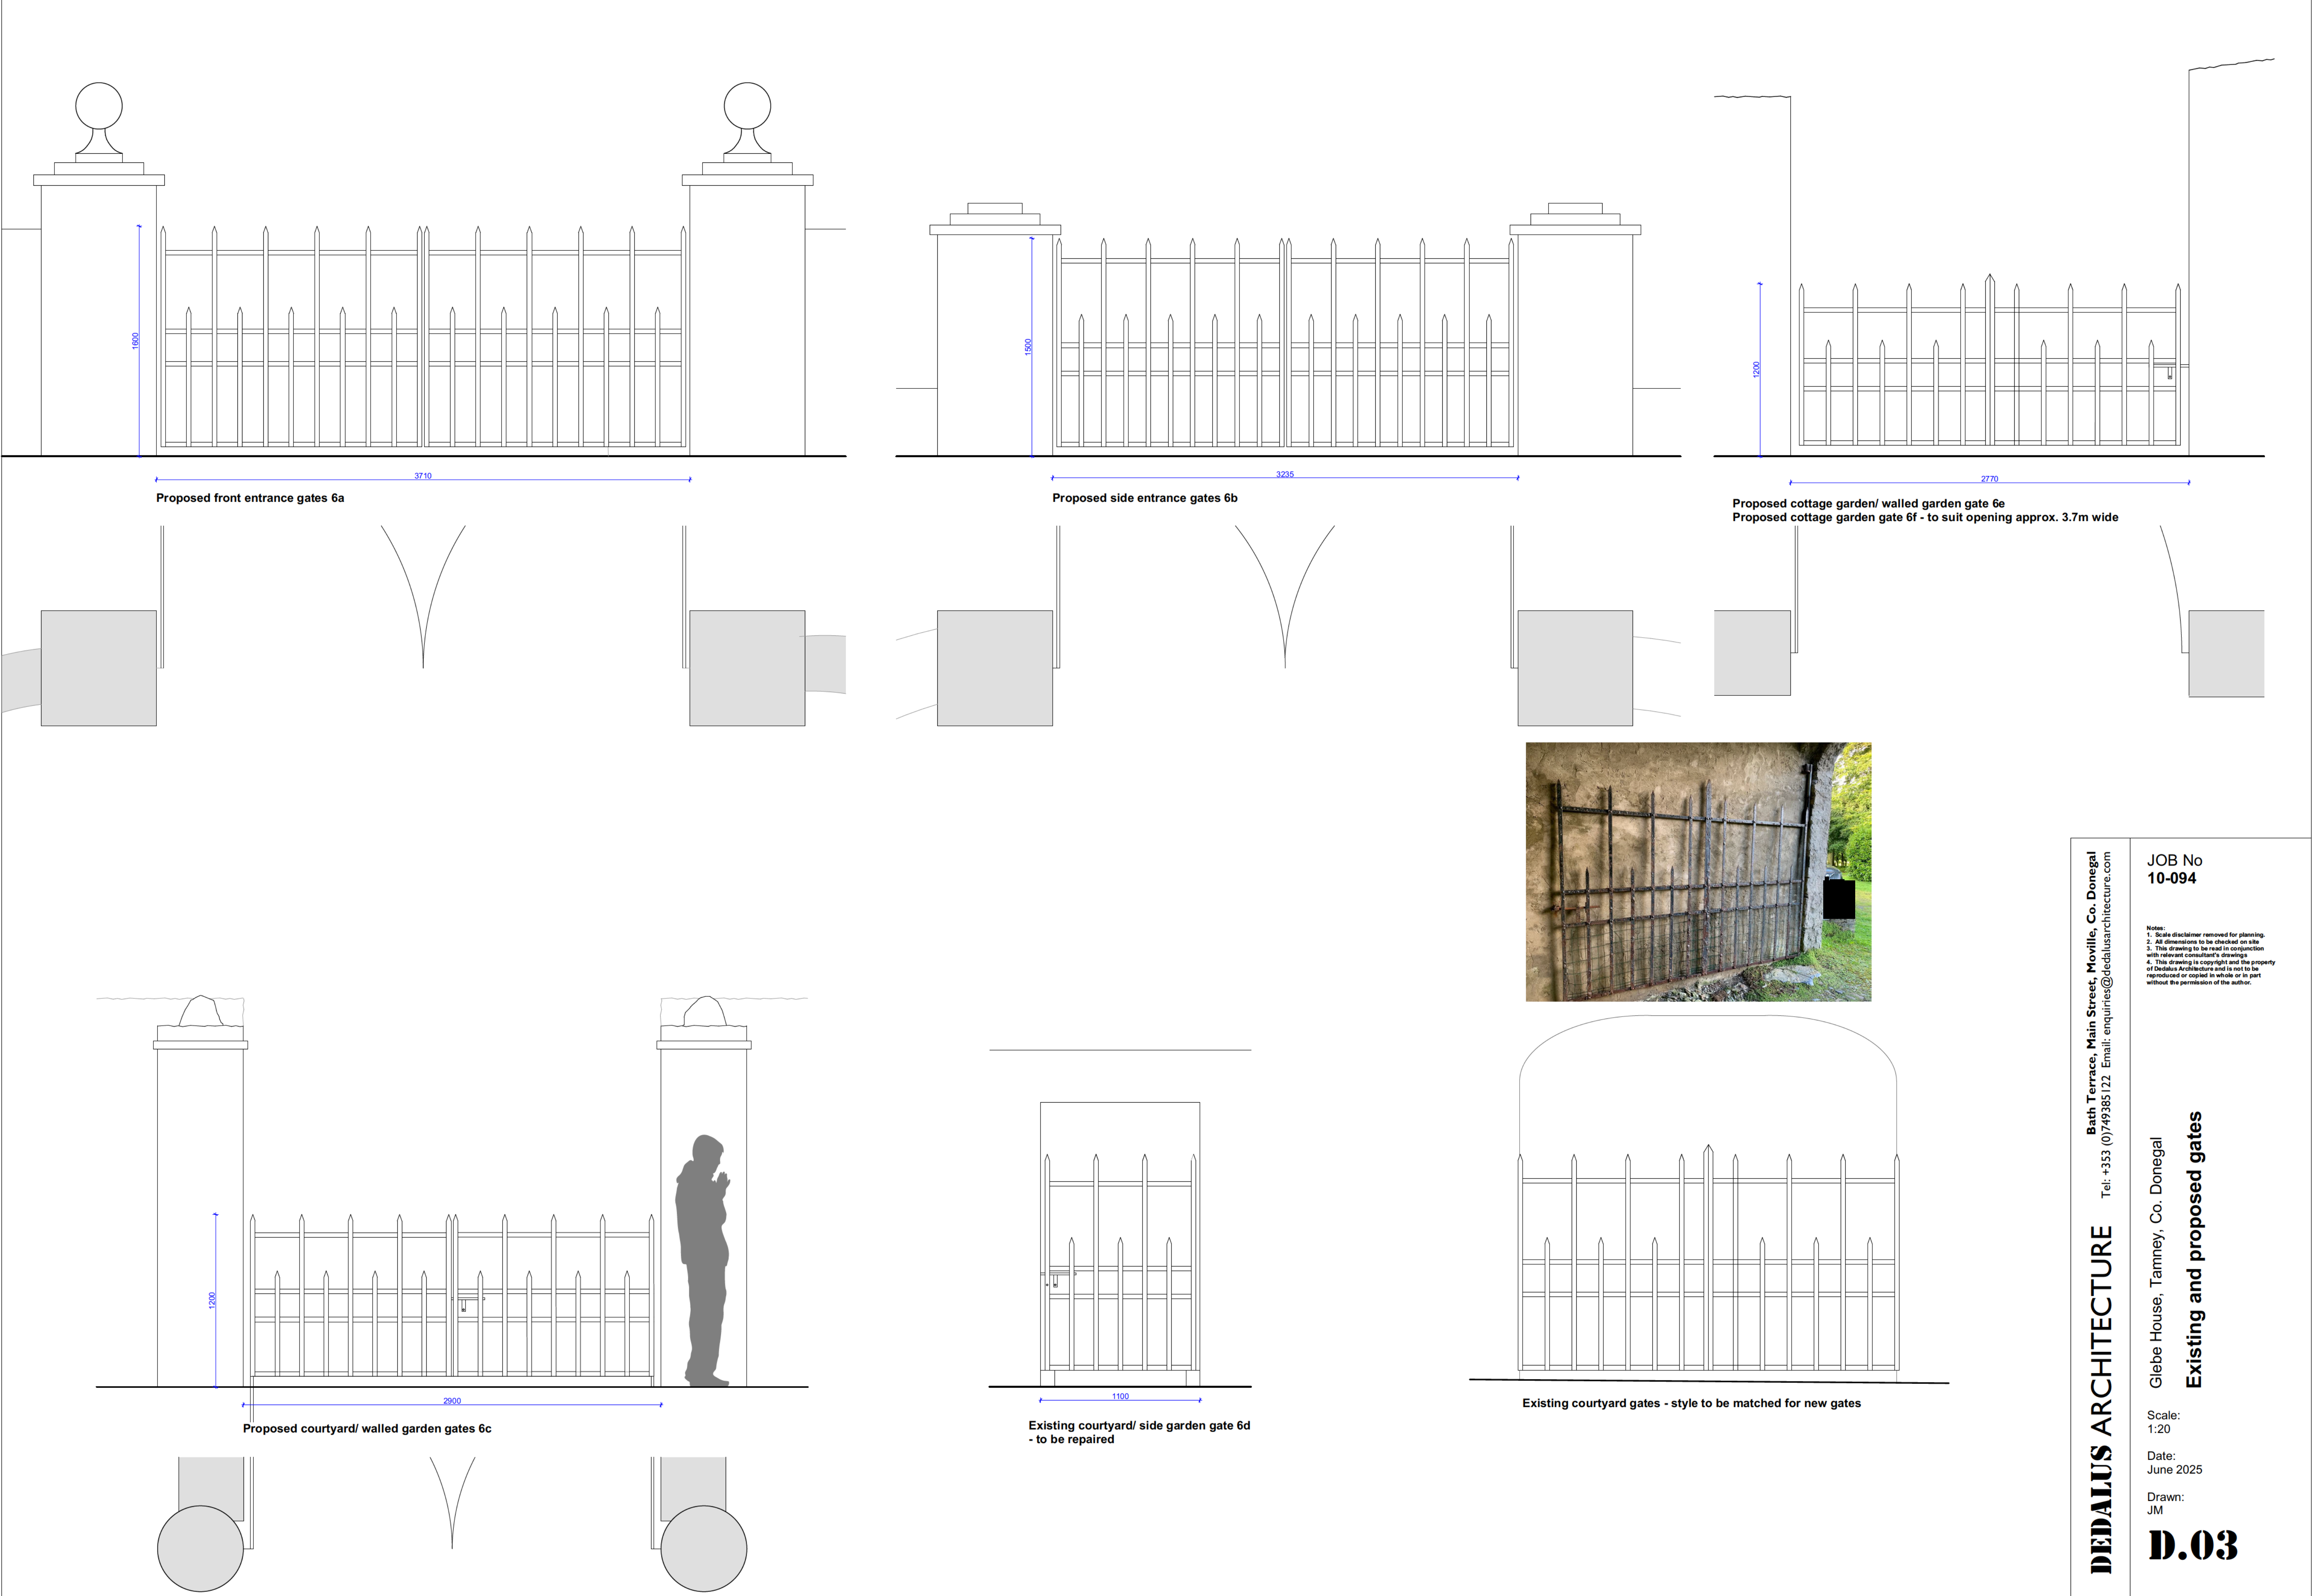 1600
3710
Proposed front entrance gates 6a
1500
3235
Proposed side entrance gates 6b
1200
2770
Proposed cottage garden/ walled garden gate 6e
Proposed cottage garden gate 6f - to suit opening approx. 3.7m wide
1200
2900
Proposed courtyard/ walled garden gates 6c
1100
Existing courtyard/ side garden gate 6d
- to be repaired
Existing courtyard gates - style to be matched for new gates
DEDALUS ARCHITECTURE
Bath Terrace, Main Street, Moville, Co. Donegal
Tel: +353 (0)749385122 Email: enquiries@dedalusarchitecture.com
JOB No
10-094
Notes:
1. Scale disclaimer removed for planning.
2. All dimensions to be checked on site
3. This drawing to be read in conjunction
with relevant consultant's drawings
4. This drawing is copyright and the property
of Dedalus Architecture and is not to be
reproduced or copied in whole or in part
without the permission of the author.
Glebe House, Tamney, Co. Donegal
Existing and proposed gates
Scale:
1:20
Date:
June 2025
Drawn:
JM
D.03